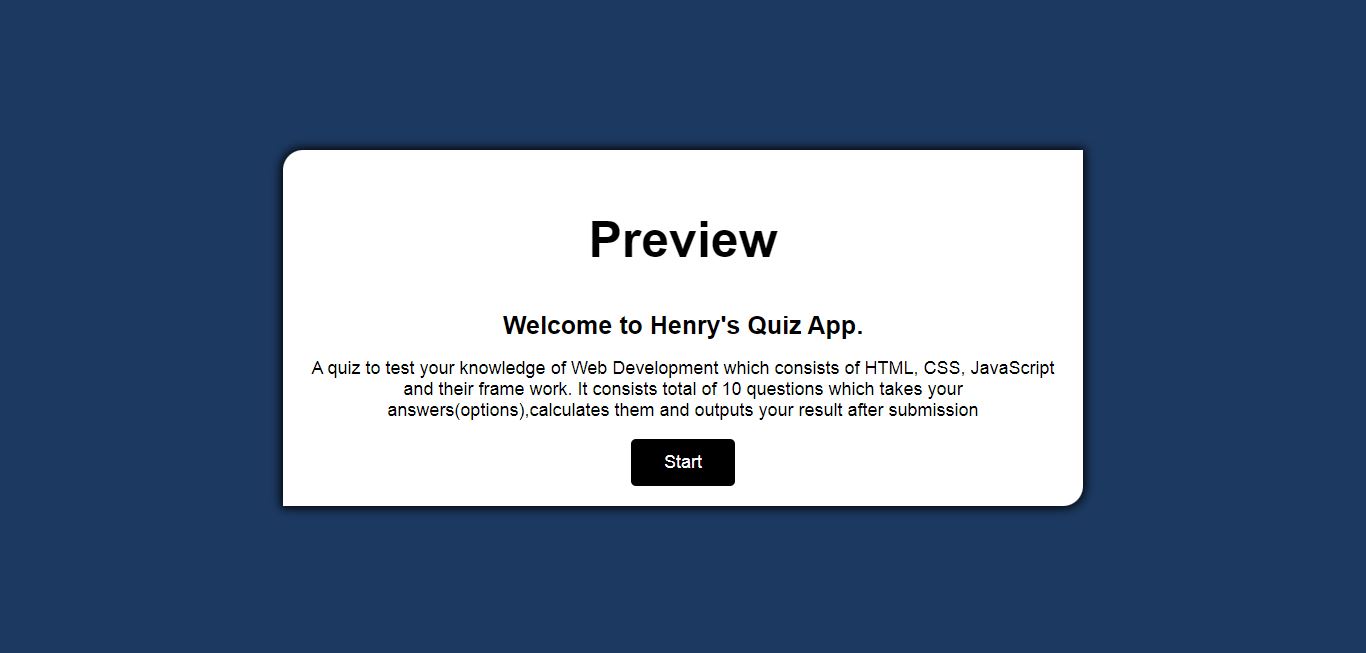 Preview
Welcome to Henry's Quiz App.
A quiz to test your knowledge of Web Development which consists of HTML, CSS, JavaScript
and their frame work. It consists total of 10 questions which takes your
answers(options),calculates them and outputs your result after submission
Start